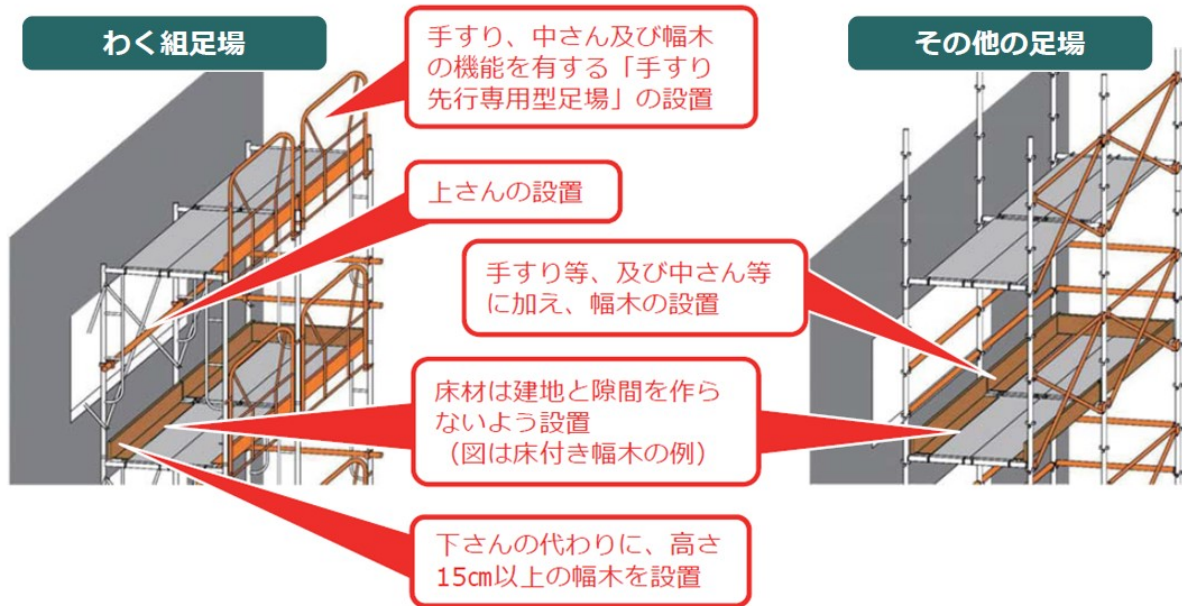 わく組足場
手すり、中さん及び幅木
の機能を有する「手すり
先行専用型足場」の設置
その他の足場
上さんの設置
手すり等、及び中さん等
に加え、幅木の設置
床材は建地と隙間を作ら
ないよう設置
（図は床付き幅木の例）
下さんの代わりに、高さ
15㎝以上の幅木を設置